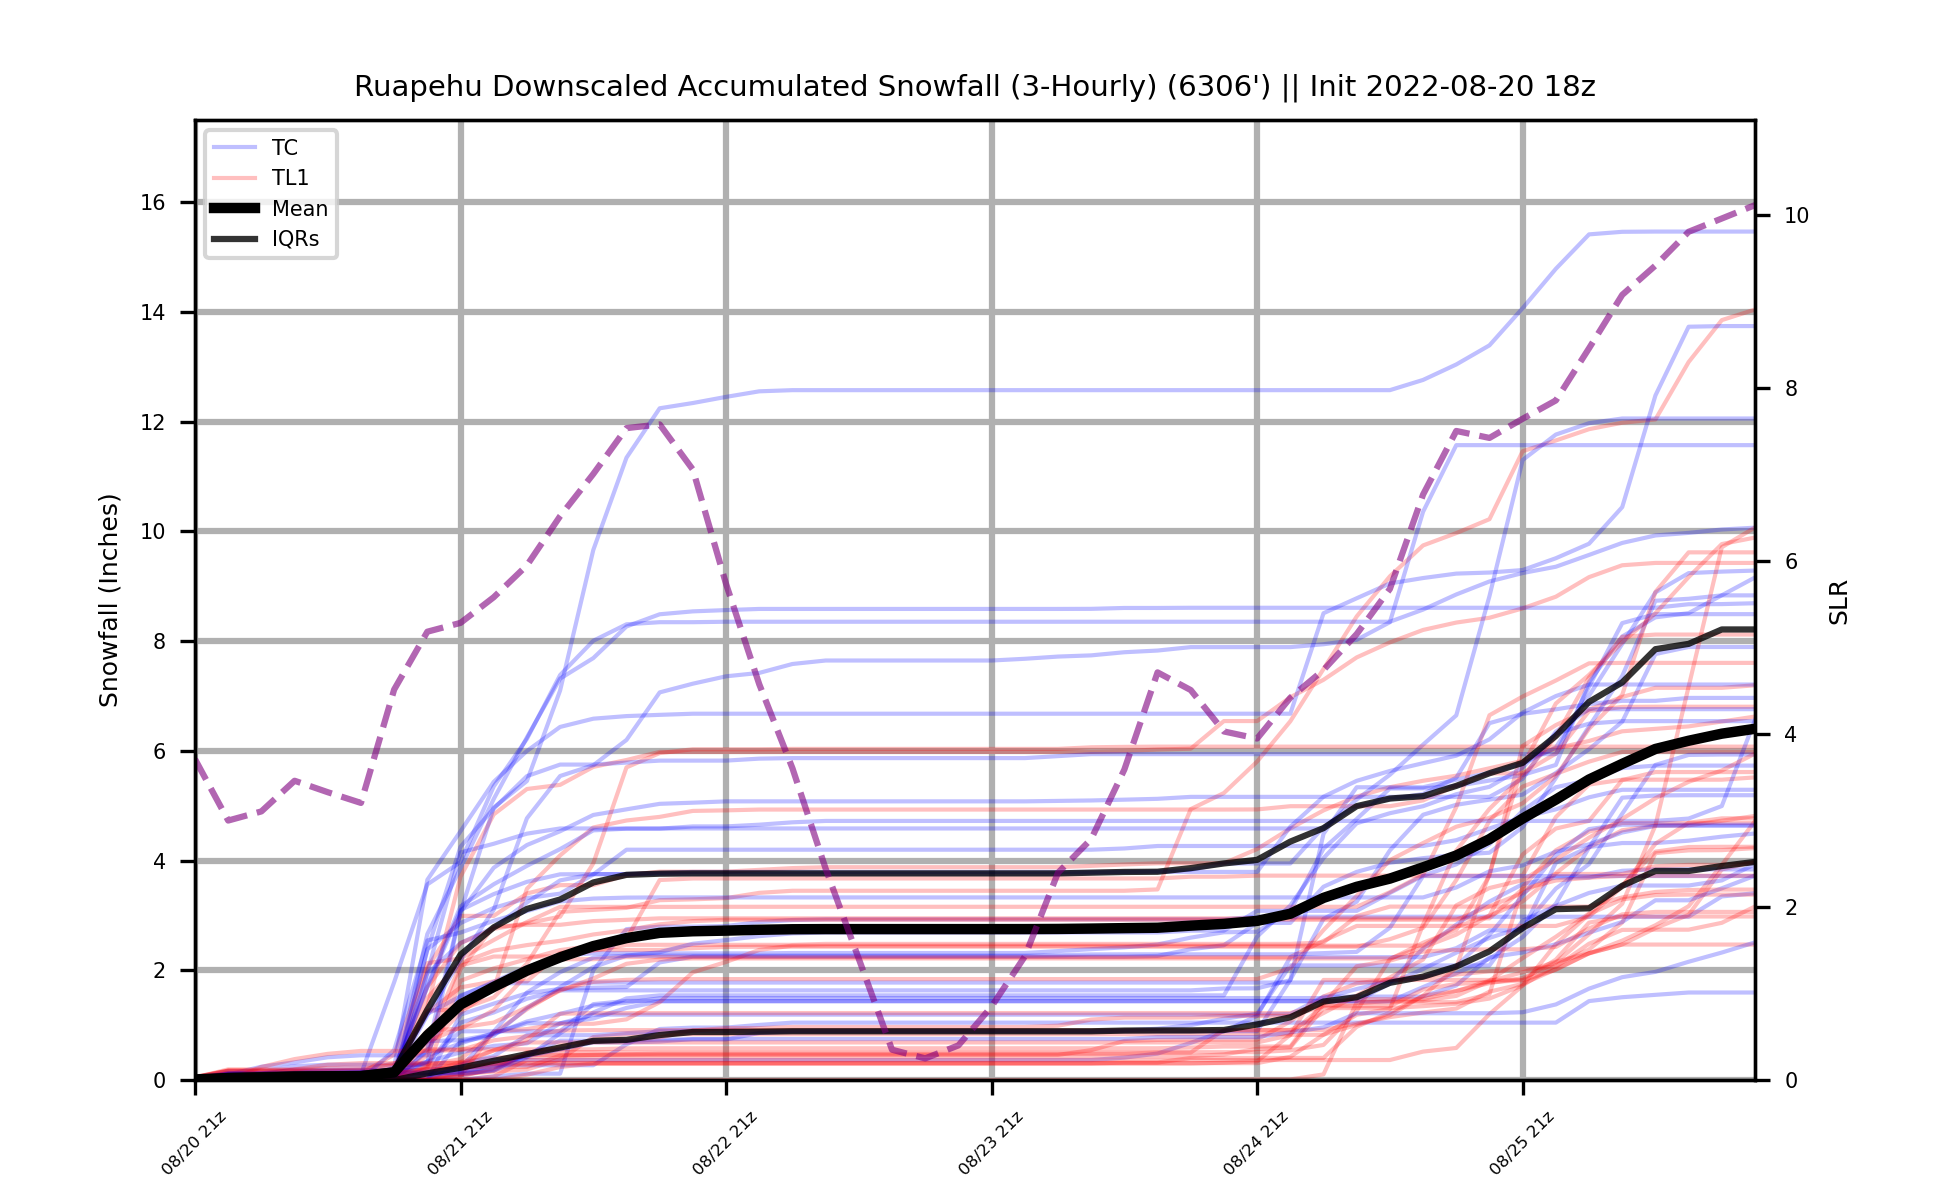 Ruapehu Downscaled Accumulated Snowfall (3-Hourly) (6306') || Init 2022-08-20 18z
TC
TL1
Mean
IQRs
16
14
12
10
8
6
4
2
0
Snowfall (Inches)
10
8
6
4
2
0
SLR
08/20 21z
08/21 21z
08/22 21z
08/23 21z
08/24 21z
08/25 21z